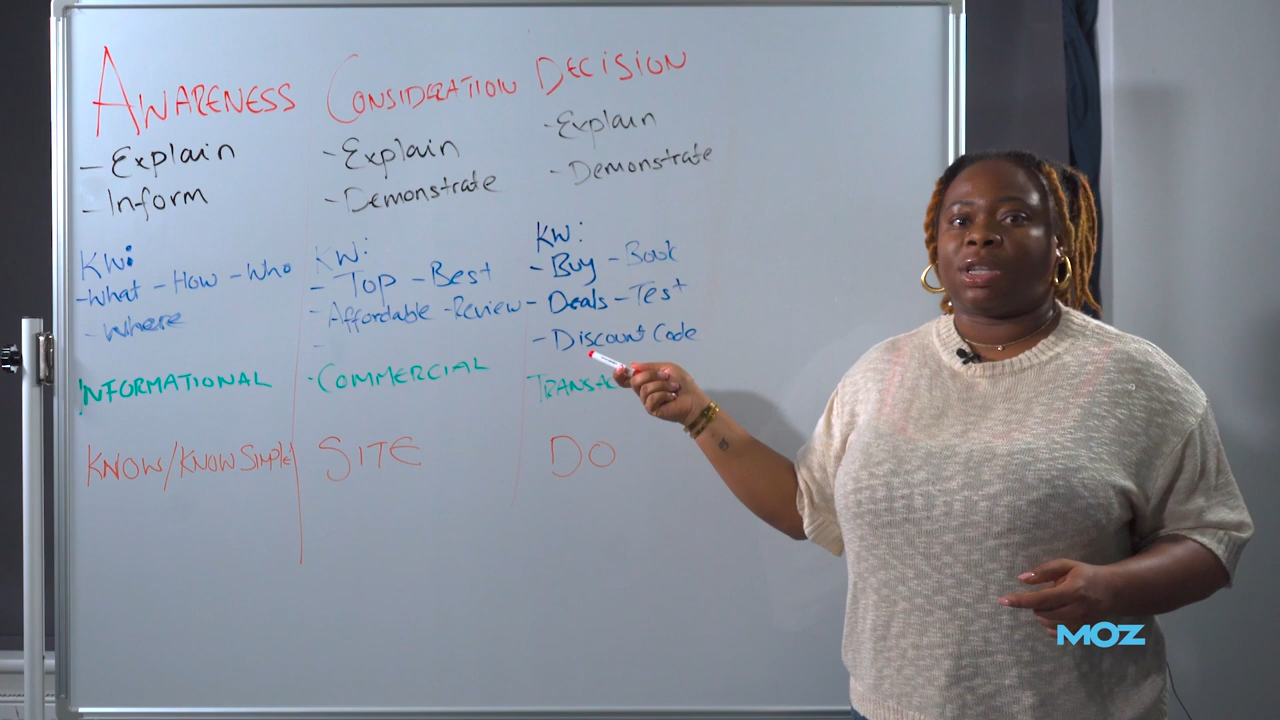 AWARENESS CONSIDERATION DECISION
- Explain
- Inform
KW:
- What - How - Who
- Where
INFORMATIONAL
KNOW/KNOW SIMPLE
- Explain
- Demonstrate
KW:
- Top - Best
- Affordable - Review
-
· COMMERCIAL
SITE
- Explain
- Demonstrate
KW:
- Buy - Book
- Deals - Test
- Discount Code
DO
MOZ